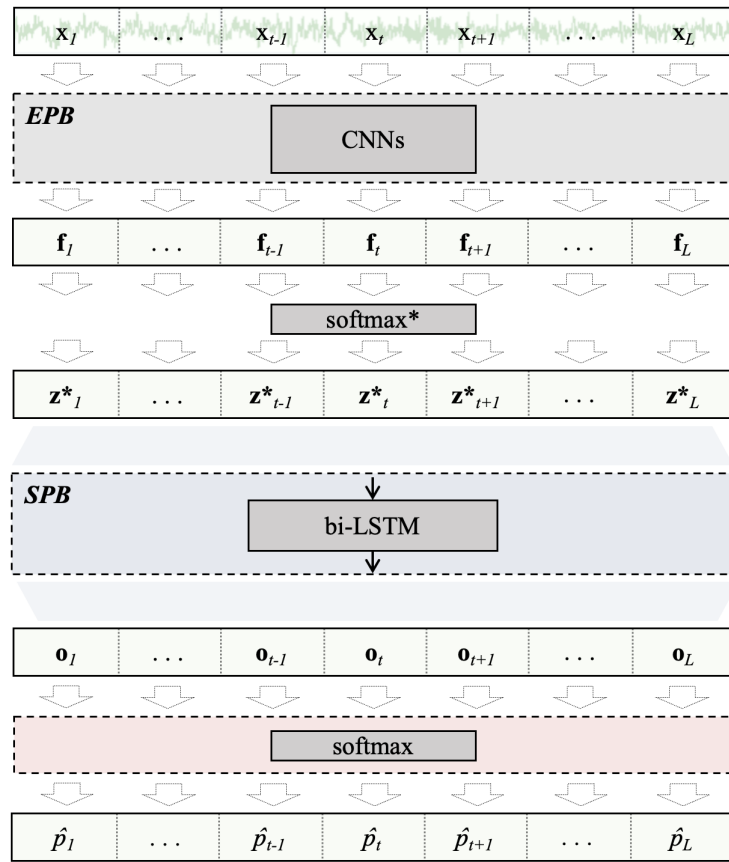 x1 . . . xt-1 xt xt+1 . . . xL
EPB
CNNs
f1 . . . ft-1 ft ft+1 . . . fL
softmax*
z*1 . . . z*t-1 z*t z*t+1 . . . z*L
SPB
bi-LSTM
o1 . . . ot-1 ot ot+1 . . . oL
softmax
p̂1 . . . p̂t-1 p̂t p̂t+1 . . . p̂L